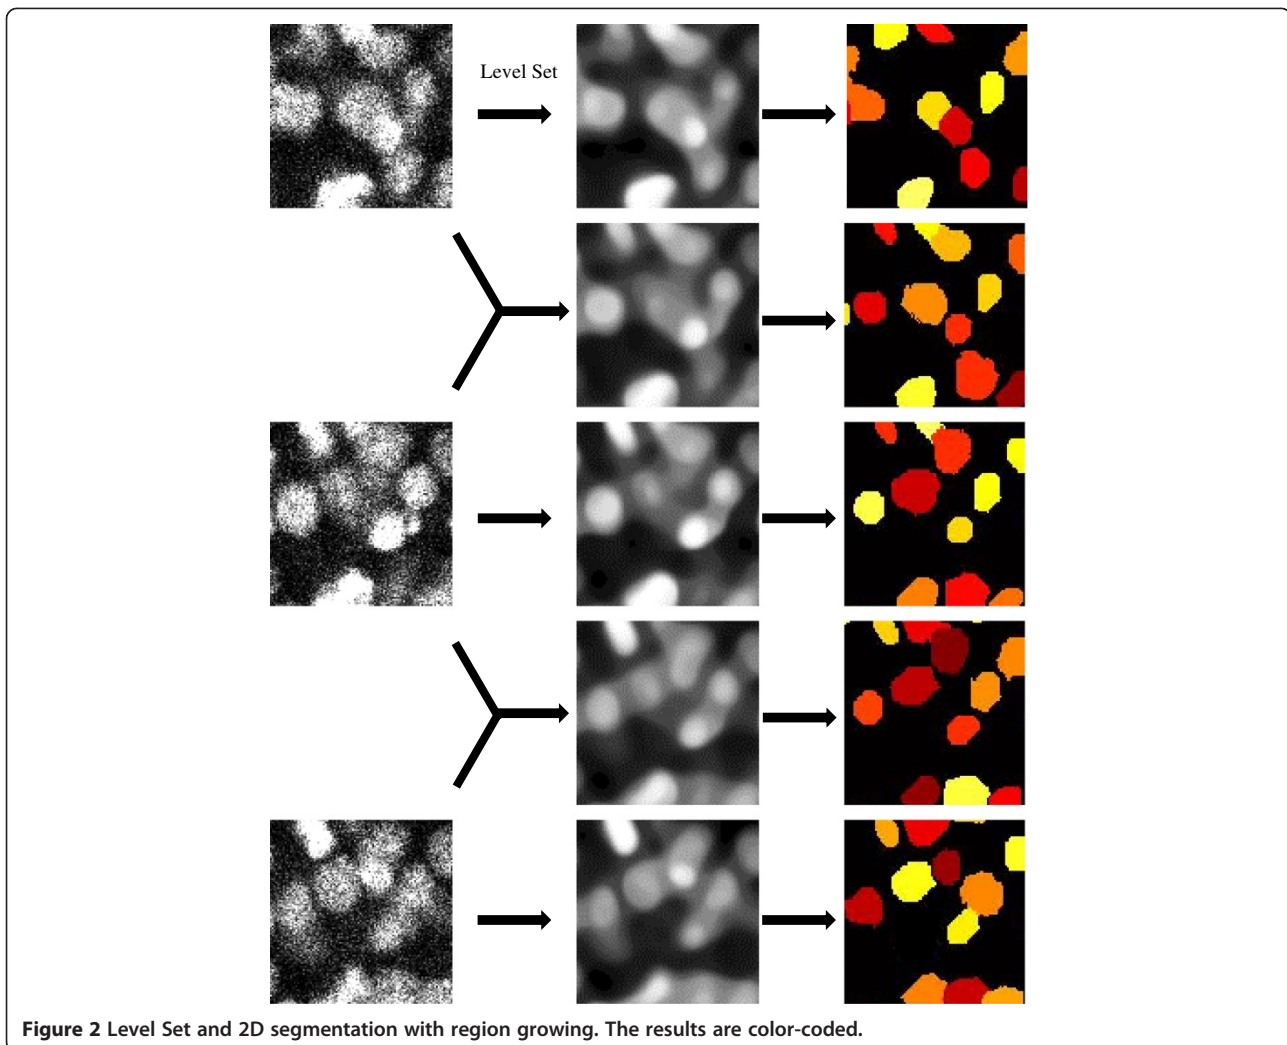 Level Set
Figure 2 Level Set and 2D segmentation with region growing. The results are color-coded.